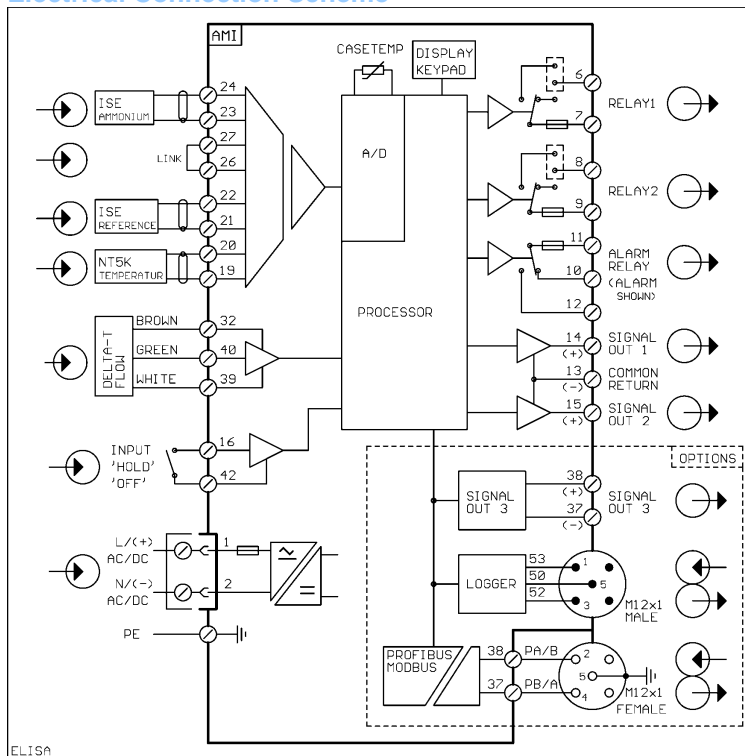 Electrical Connection Scheme
AMI
CASETEMP
DISPLAY
KEYPAD
A/D
PROCESSOR
ISE
AMMONIUM
24
23
LINK
27
26
ISE
REFERENCE
22
21
NT5K
TEMPERATUR
20
19
DELTA-T
FLOW
BROWN
32
GREEN
40
WHITE
39
INPUT
'HOLD'
'OFF'
16
42
L/(+)
AC/DC
1
N/(-)
AC/DC
2
PE
6
RELAY1
7
8
RELAY2
9
11
10
12
ALARM
RELAY
(ALARM
SHOWN)
14
(+)
SIGNAL
OUT 1
13
(-)
COMMON
RETURN
15
(+)
SIGNAL
OUT 2
OPTIONS
SIGNAL
OUT 3
38
(+)
37
(-)
SIGNAL
OUT 3
LOGGER
53
50
52
1
5
3
M12x1
MALE
PROFIBUS
MODBUS
38
PA/B
37
PB/A
2
5
4
M12x1
FEMALE
ELISA